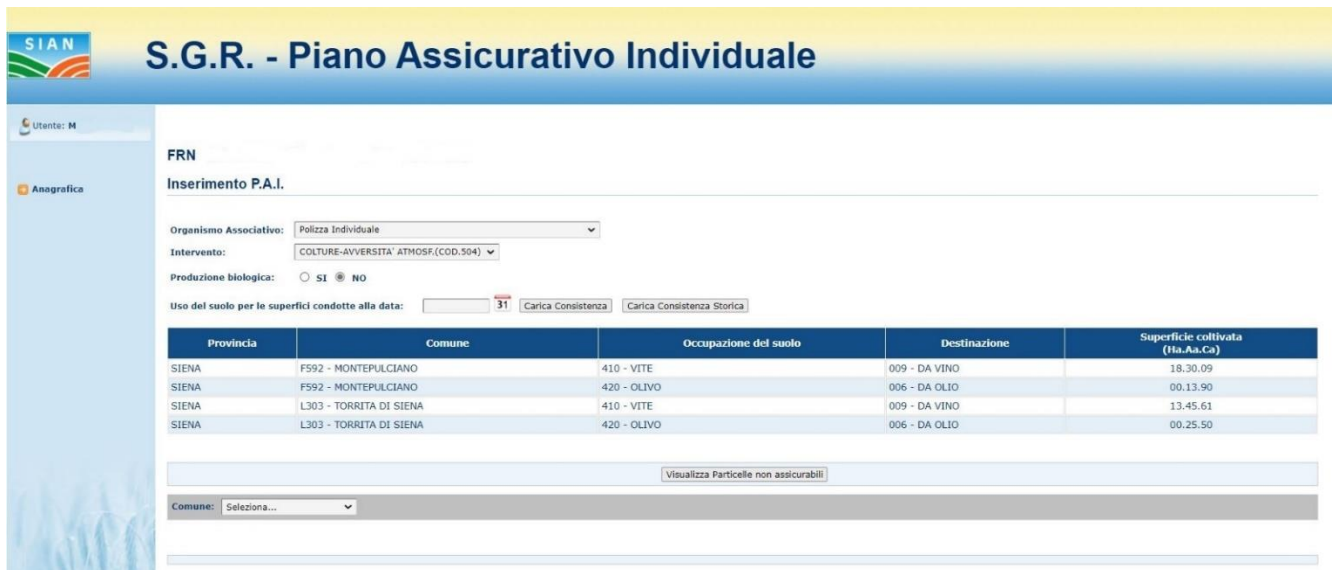 SIAN
S.G.R. - Piano Assicurativo Individuale
Utente: M
Anagrafica
FRN
Inserimento P.A.I.
Organismo Associativo: Polizza Individuale
Intervento: COLTURE-AVVERSITA' ATMOSF.(COD.504)
Produzione biologica: SI NO
Uso del suolo per le superfici condotte alla data: 31 Carica Consistenza Carica Consistenza Storica
Provincia Comune Occupazione del suolo Destinazione Superficie coltivata (Ha.Aa.Ca)
SIENA F592 - MONTEPULCIANO 410 - VITE 009 - DA VINO 18.30.09
SIENA F592 - MONTEPULCIANO 420 - OLIVO 006 - DA OLIO 00.13.90
SIENA L303 - TORRITA DI SIENA 410 - VITE 009 - DA VINO 13.45.61
SIENA L303 - TORRITA DI SIENA 420 - OLIVO 006 - DA OLIO 00.25.50
Visualizza Particelle non assicurabili
Comune: Seleziona...